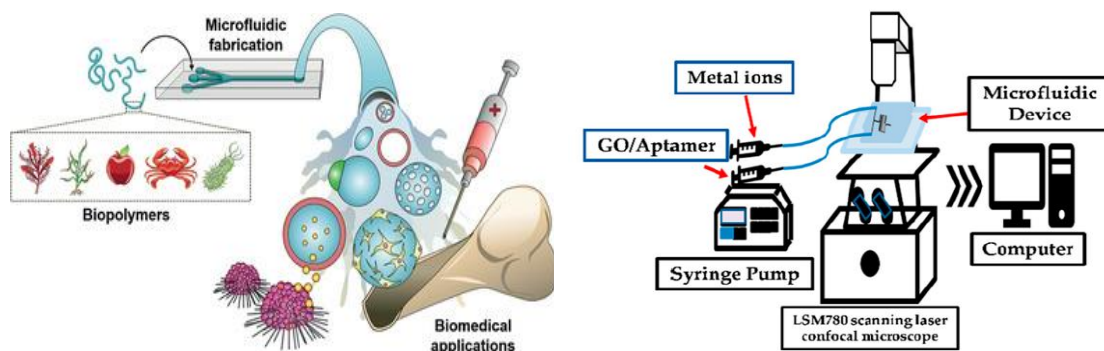 Microfluidic
fabrication
Biopolymers
Biomedical
applications
Metal ions
GO/Aptamer
Microfluidic
Device
Syringe Pump
Computer
LSM780 scanning laser
confocal microscope